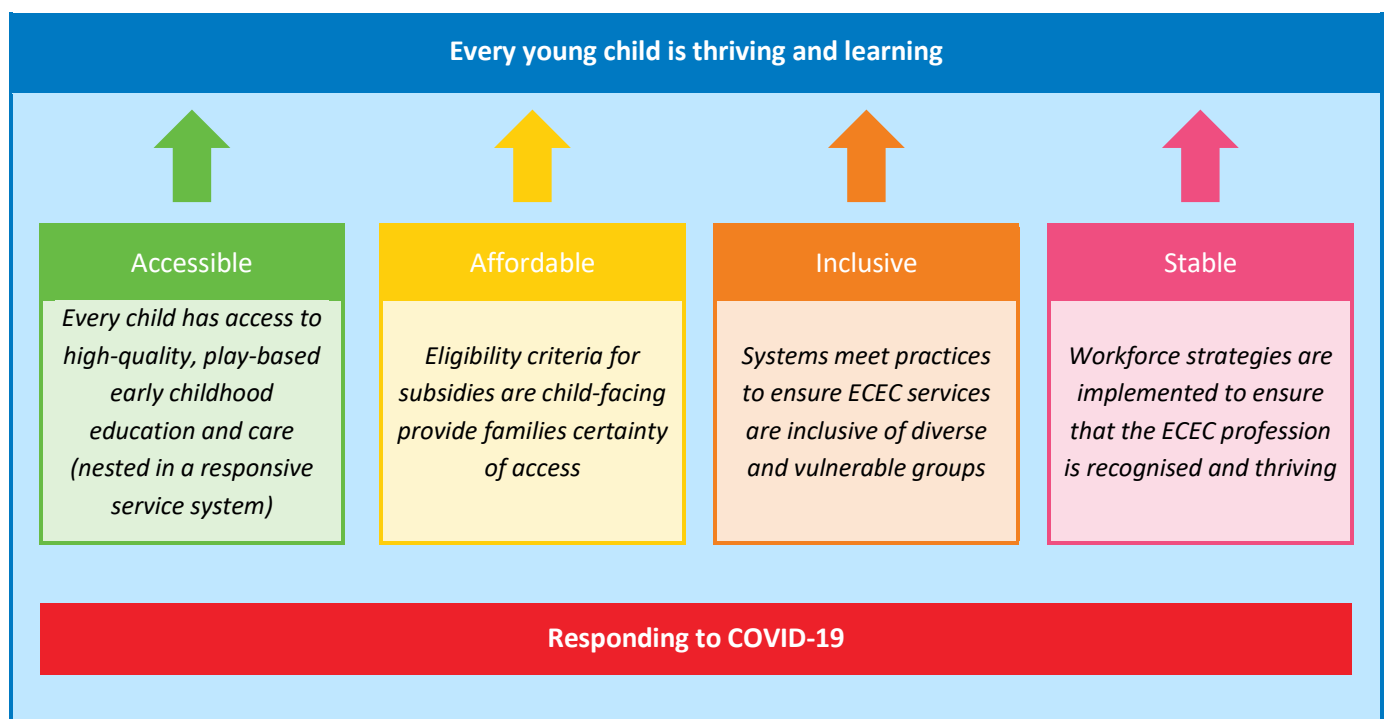 Every young child is thriving and learning
Accessible
Every child has access to
high-quality, play-based
early childhood
education and care
(nested in a responsive
service system)
Affordable
Eligibility criteria for
subsidies are child-facing
provide families certainty
of access
Inclusive
Systems meet practices
to ensure ECEC services
are inclusive of diverse
and vulnerable groups
Stable
Workforce strategies are
implemented to ensure
that the ECEC profession
is recognised and thriving
Responding to COVID-19